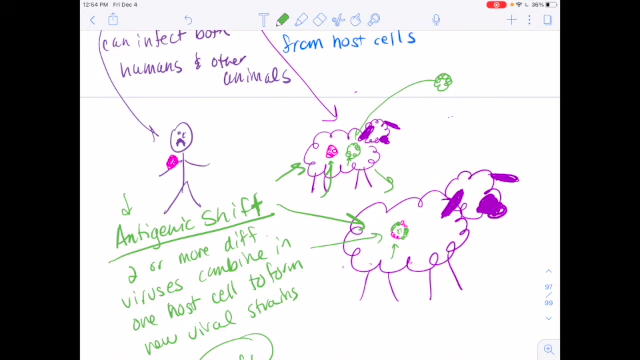 12:54 PM Fri Dec 4
36%
can infect both
humans & other
animals
from host cells
Antigenic Shift
2 or more diff.
viruses combine in
one host cell to form
new viral strains
97
99